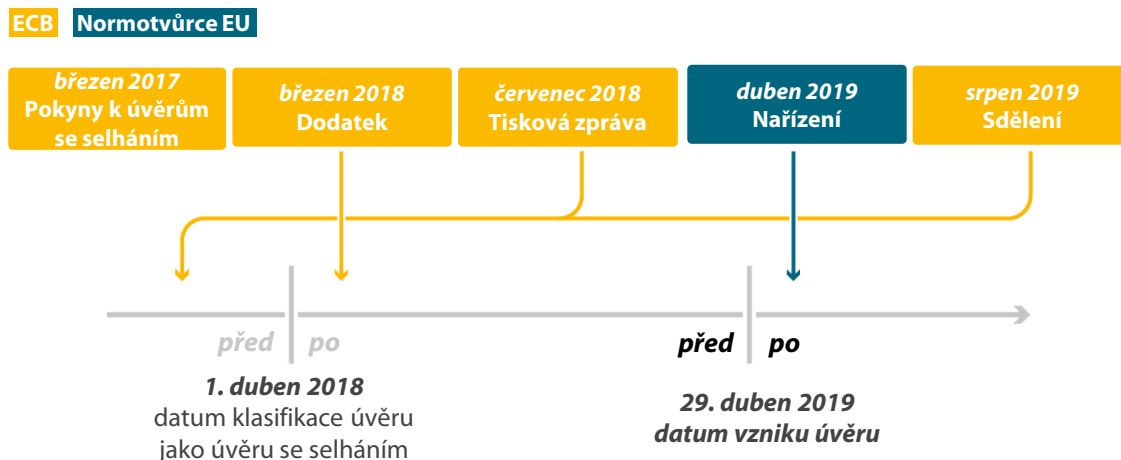 ECB Normotvůrce EU
březen 2017
Pokyny k úvěrům
se selháním
březen 2018
Dodatek
červenec 2018
Tisková zpráva
duben 2019
Nařízení
srpen 2019
Sdělení
před po
1. duben 2018
datum klasifikace úvěru
jako úvěru se selháním
před po
29. duben 2019
datum vzniku úvěru